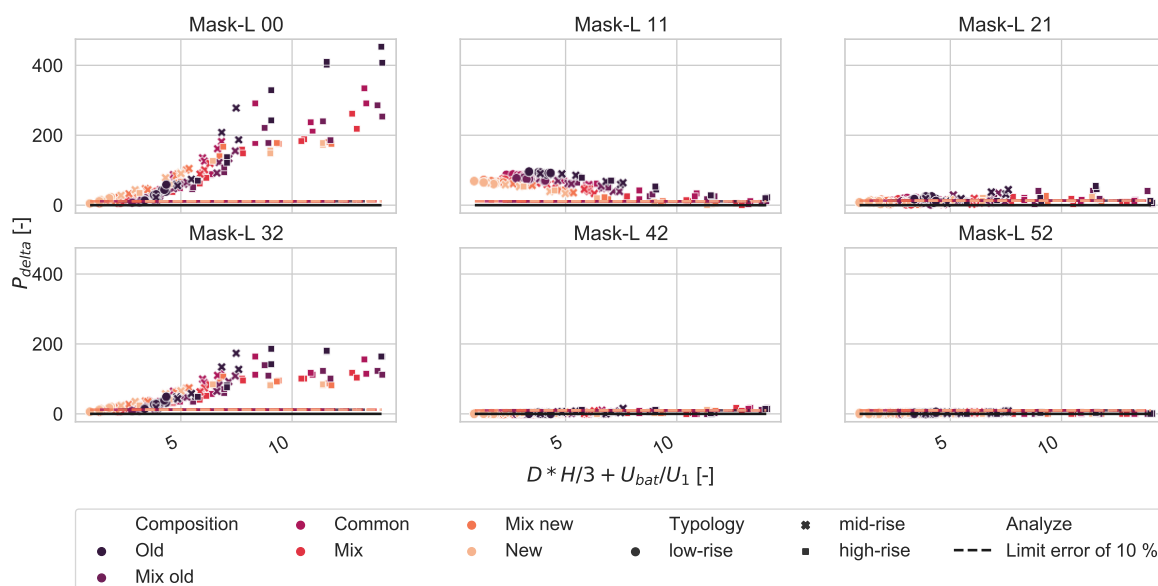 Mask-L 00 Mask-L 11 Mask-L 21
400
200
0
Mask-L 32 Mask-L 42 Mask-L 52
400
200
0
P_delta [-]
5 10 5 10 5 10
D * H/3 + U_bat/U_1 [-]
Composition Common Mix new Typology mid-rise Analyze
Old Mix New low-rise high-rise Limit error of 10 %
Mix old